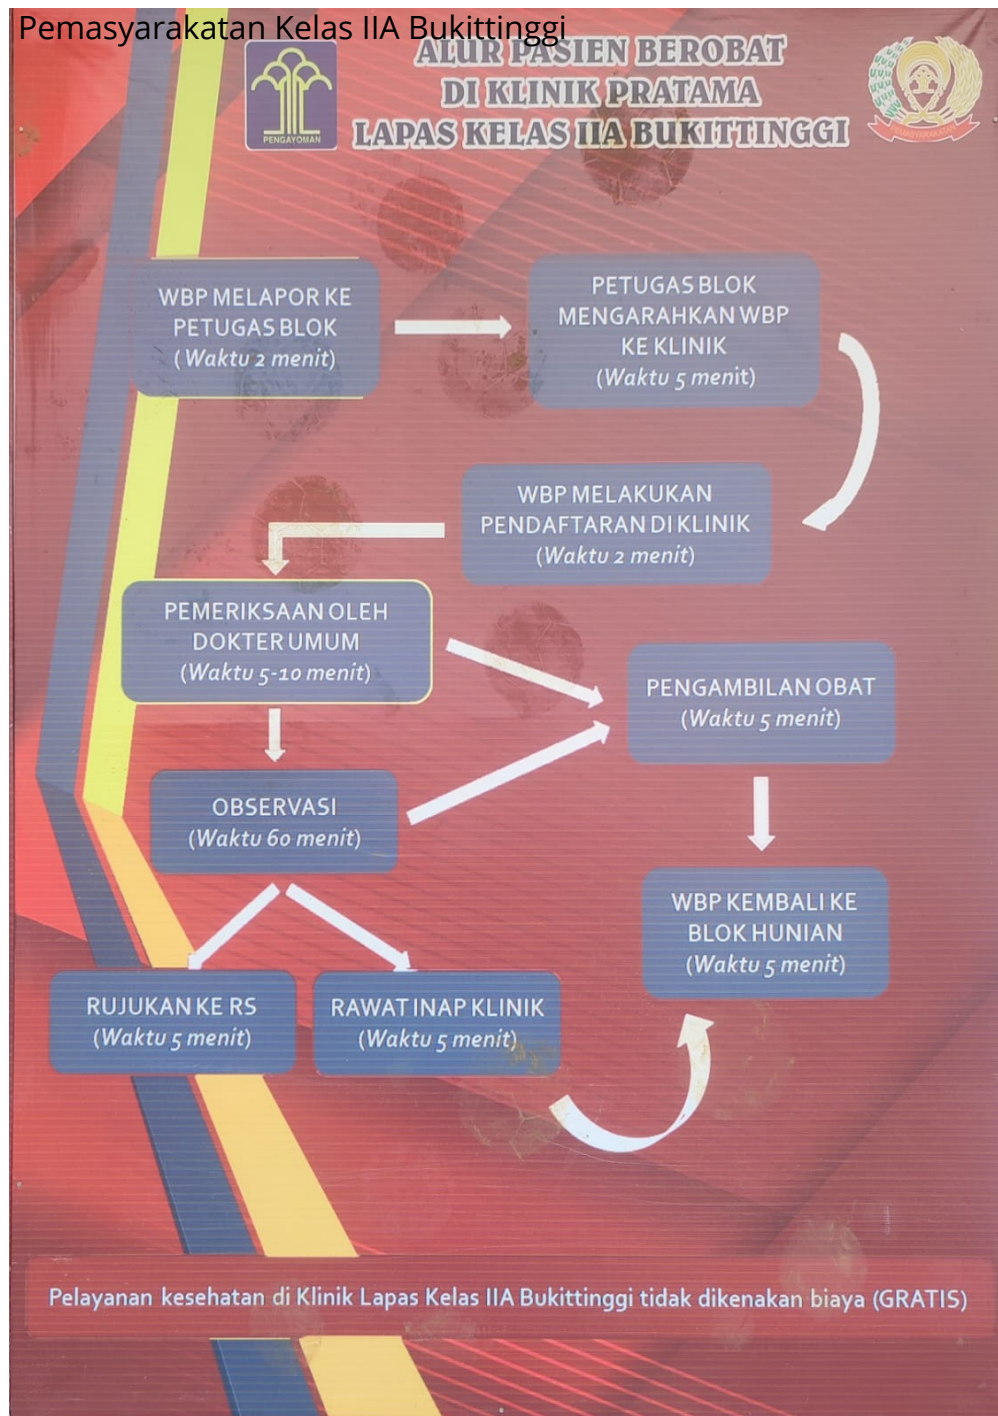 Pemasyarakatan Kelas IIA Bukittinggi
ALUR PASIEN BEROBAT
DI KLINIK PRATAMA
LAPAS KELAS IIA BUKITTINGGI
PENGAYOMAN
PEMASYARAKATAN
WBP MELAPOR KE
PETUGAS BLOK
(Waktu 2 menit)
PETUGAS BLOK
MENGARAHKAN WBP
KE KLINIK
(Waktu 5 menit)
WBP MELAKUKAN
PENDAFTARAN DI KLINIK
(Waktu 2 menit)
PEMERIKSAAN OLEH
DOKTER UMUM
(Waktu 5-10 menit)
PENGAMBILAN OBAT
(Waktu 5 menit)
OBSERVASI
(Waktu 60 menit)
WBP KEMBALI KE
BLOK HUNIAN
(Waktu 5 menit)
RUJUKAN KE RS
(Waktu 5 menit)
RAWAT INAP KLINIK
(Waktu 5 menit)
Pelayanan kesehatan di Klinik Lapas Kelas IIA Bukittinggi tidak dikenakan biaya (GRATIS)